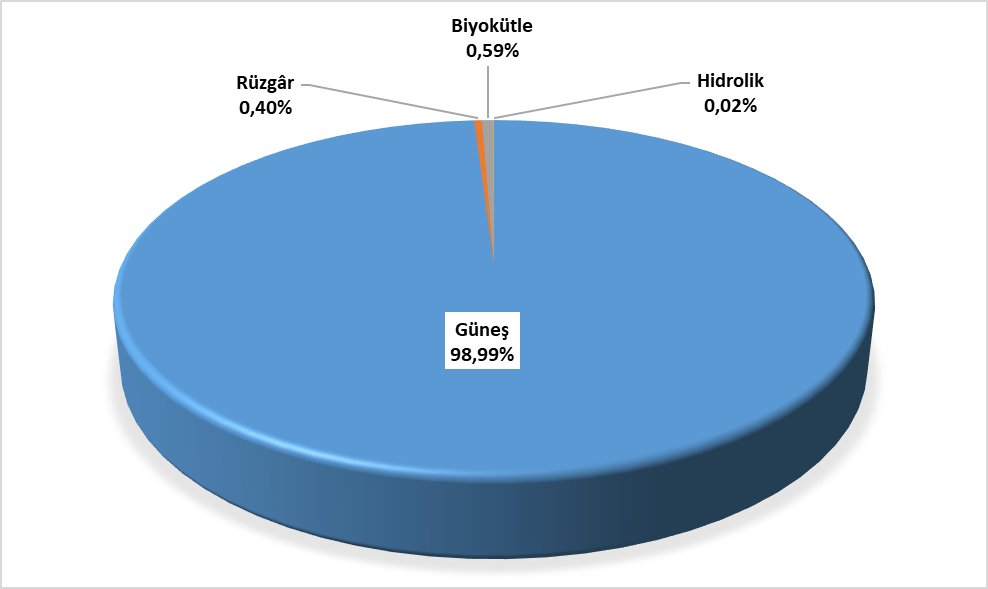 Biyokütle
0,59%
Rüzgâr
0,40%
Hidrolik
0,02%
Güneş
98,99%